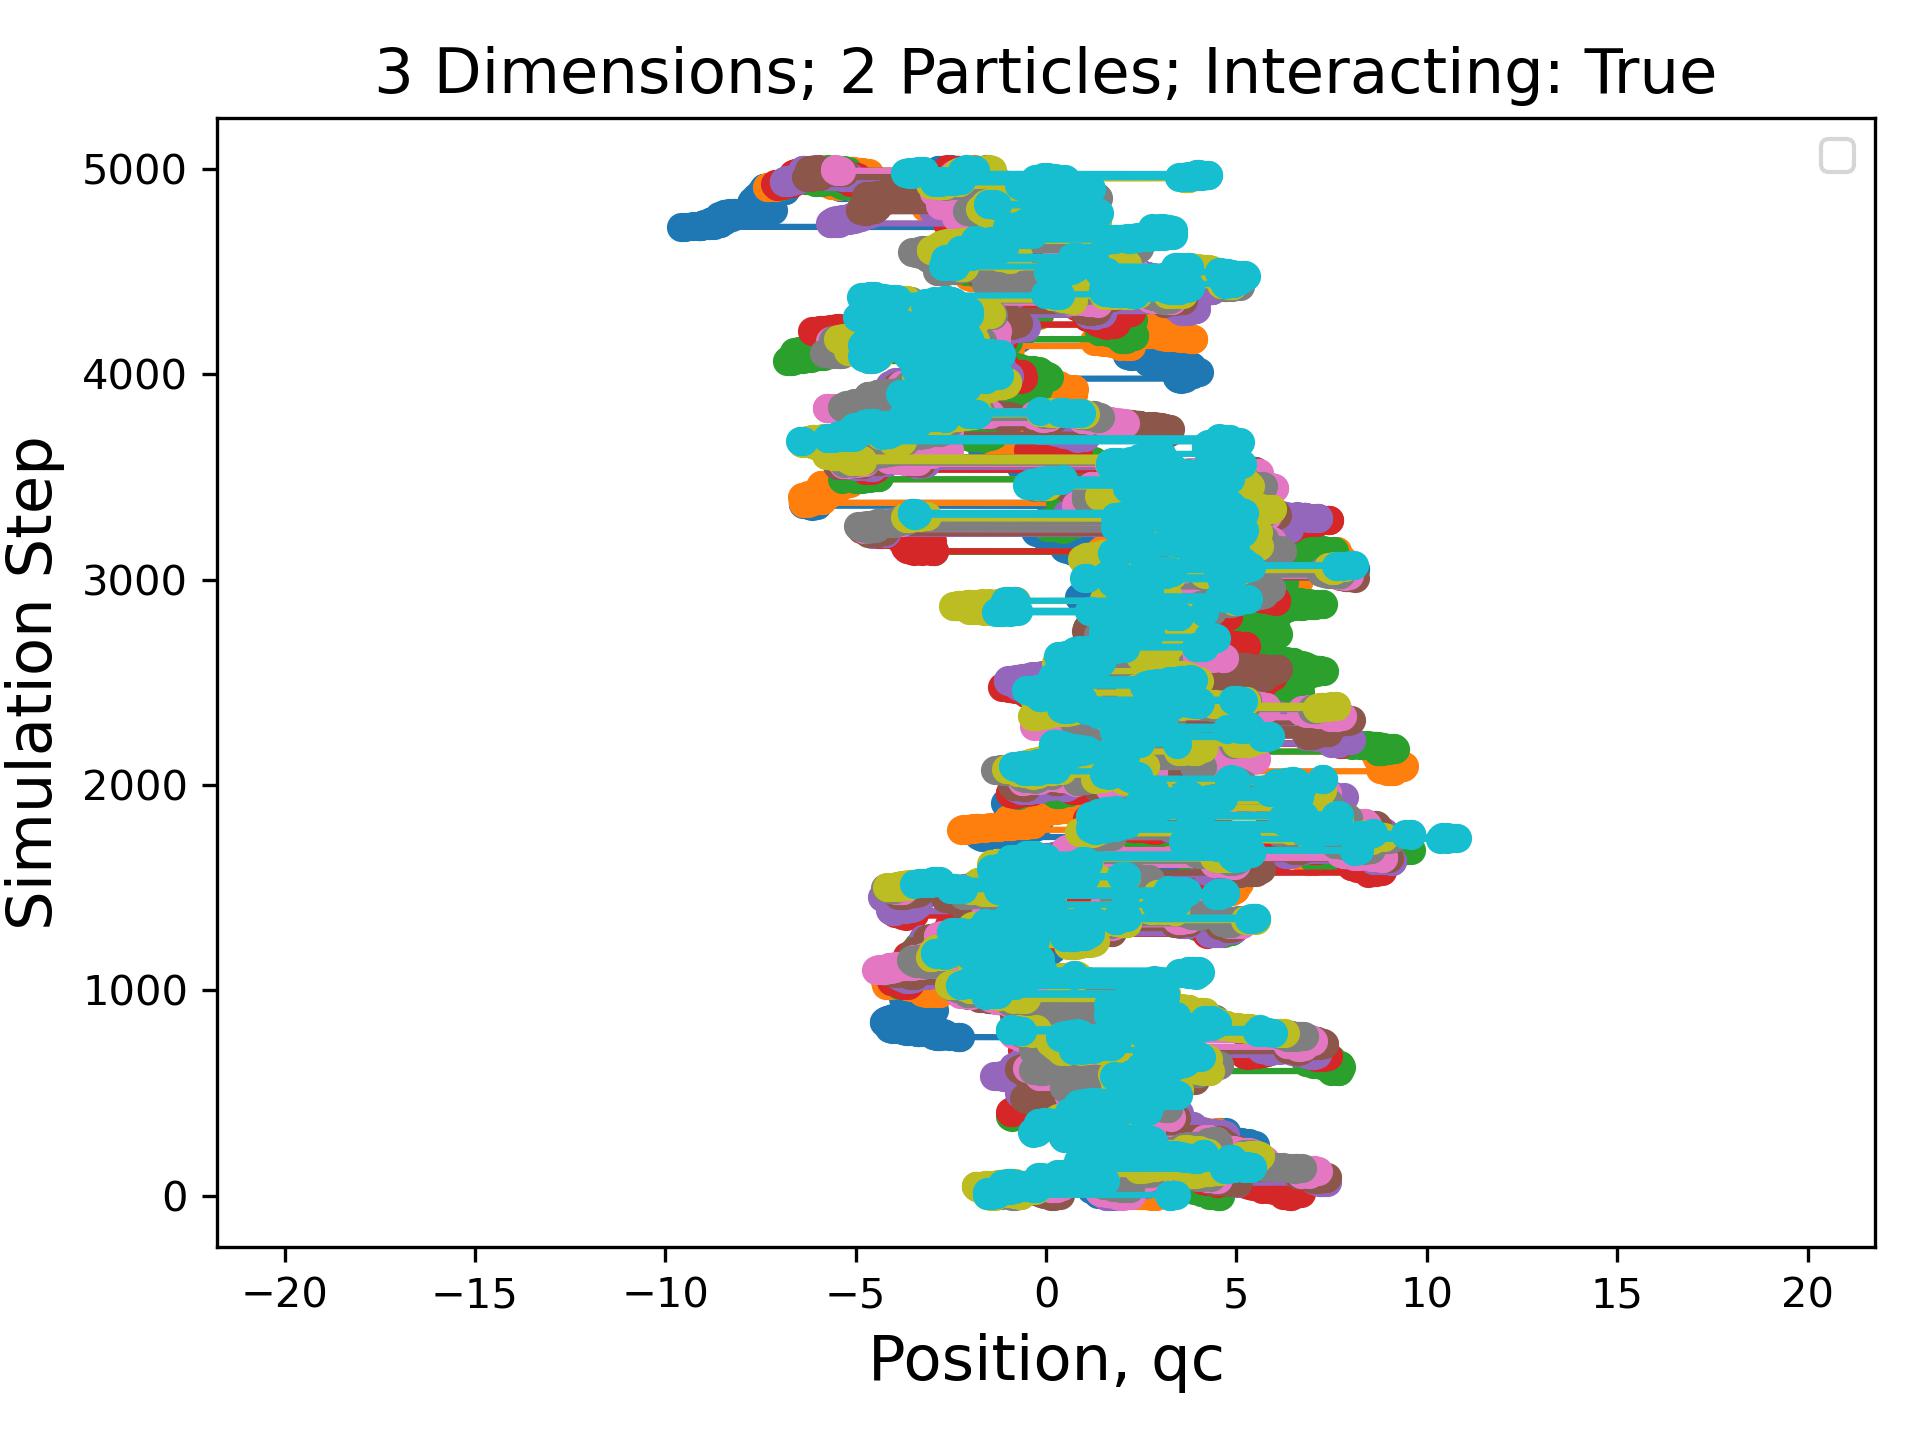 3 Dimensions; 2 Particles; Interacting: True
Simulation Step
5000
4000
3000
2000
1000
0
−20 −15 −10 −5 0 5 10 15 20
Position, qc